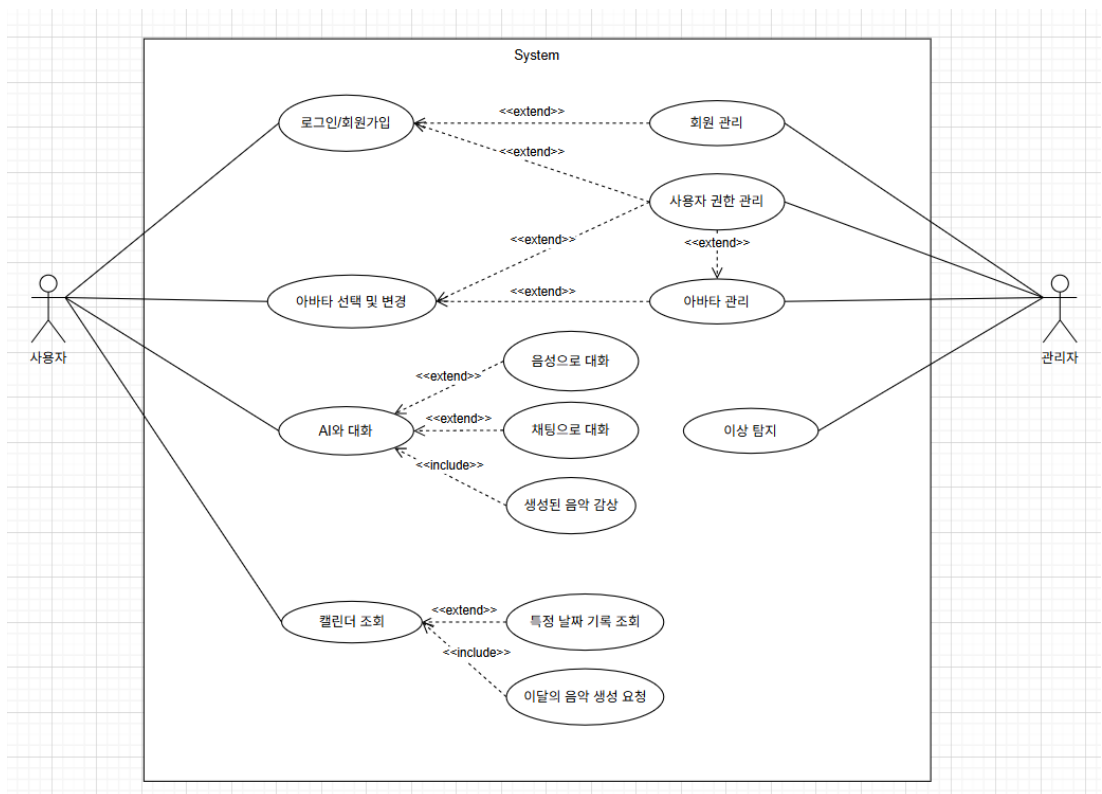 System
로그인/회원가입
<<extend>>
회원 관리
<<extend>>
사용자 권한 관리
<<extend>>
<<extend>>
아바타 선택 및 변경
<<extend>>
아바타 관리
사용자
관리자
음성으로 대화
<<extend>>
AI와 대화
<<extend>>
채팅으로 대화
이상 탐지
<<include>>
생성된 음악 감상
캘린더 조회
<<extend>>
특정 날짜 기록 조회
<<include>>
이달의 음악 생성 요청